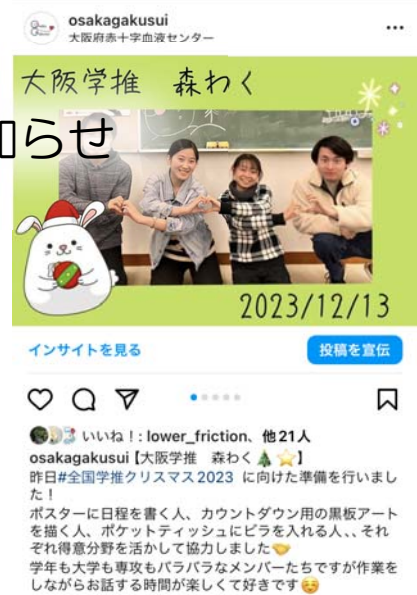 osakagakusui
大阪府赤十字血液センター
大阪学推 森わく
らせ
2023/12/13
インサイトを見る
投稿を宣伝
いいね！: lower_friction、他21人
osakagakusui【大阪学推 森わく🎄⭐】
昨日#全国学推クリスマス2023 に向けた準備を行いまし
た！
ポスターに日程を書く人、カウントダウン用の黒板アート
を描く人、ポケットティッシュにビラを入れる人、、それ
ぞれ得意分野を活かして協力しました🤝
学年も大学も専攻もバラバラなメンバーたちですが作業を
しながらお話する時間が楽しくて好きです☺️